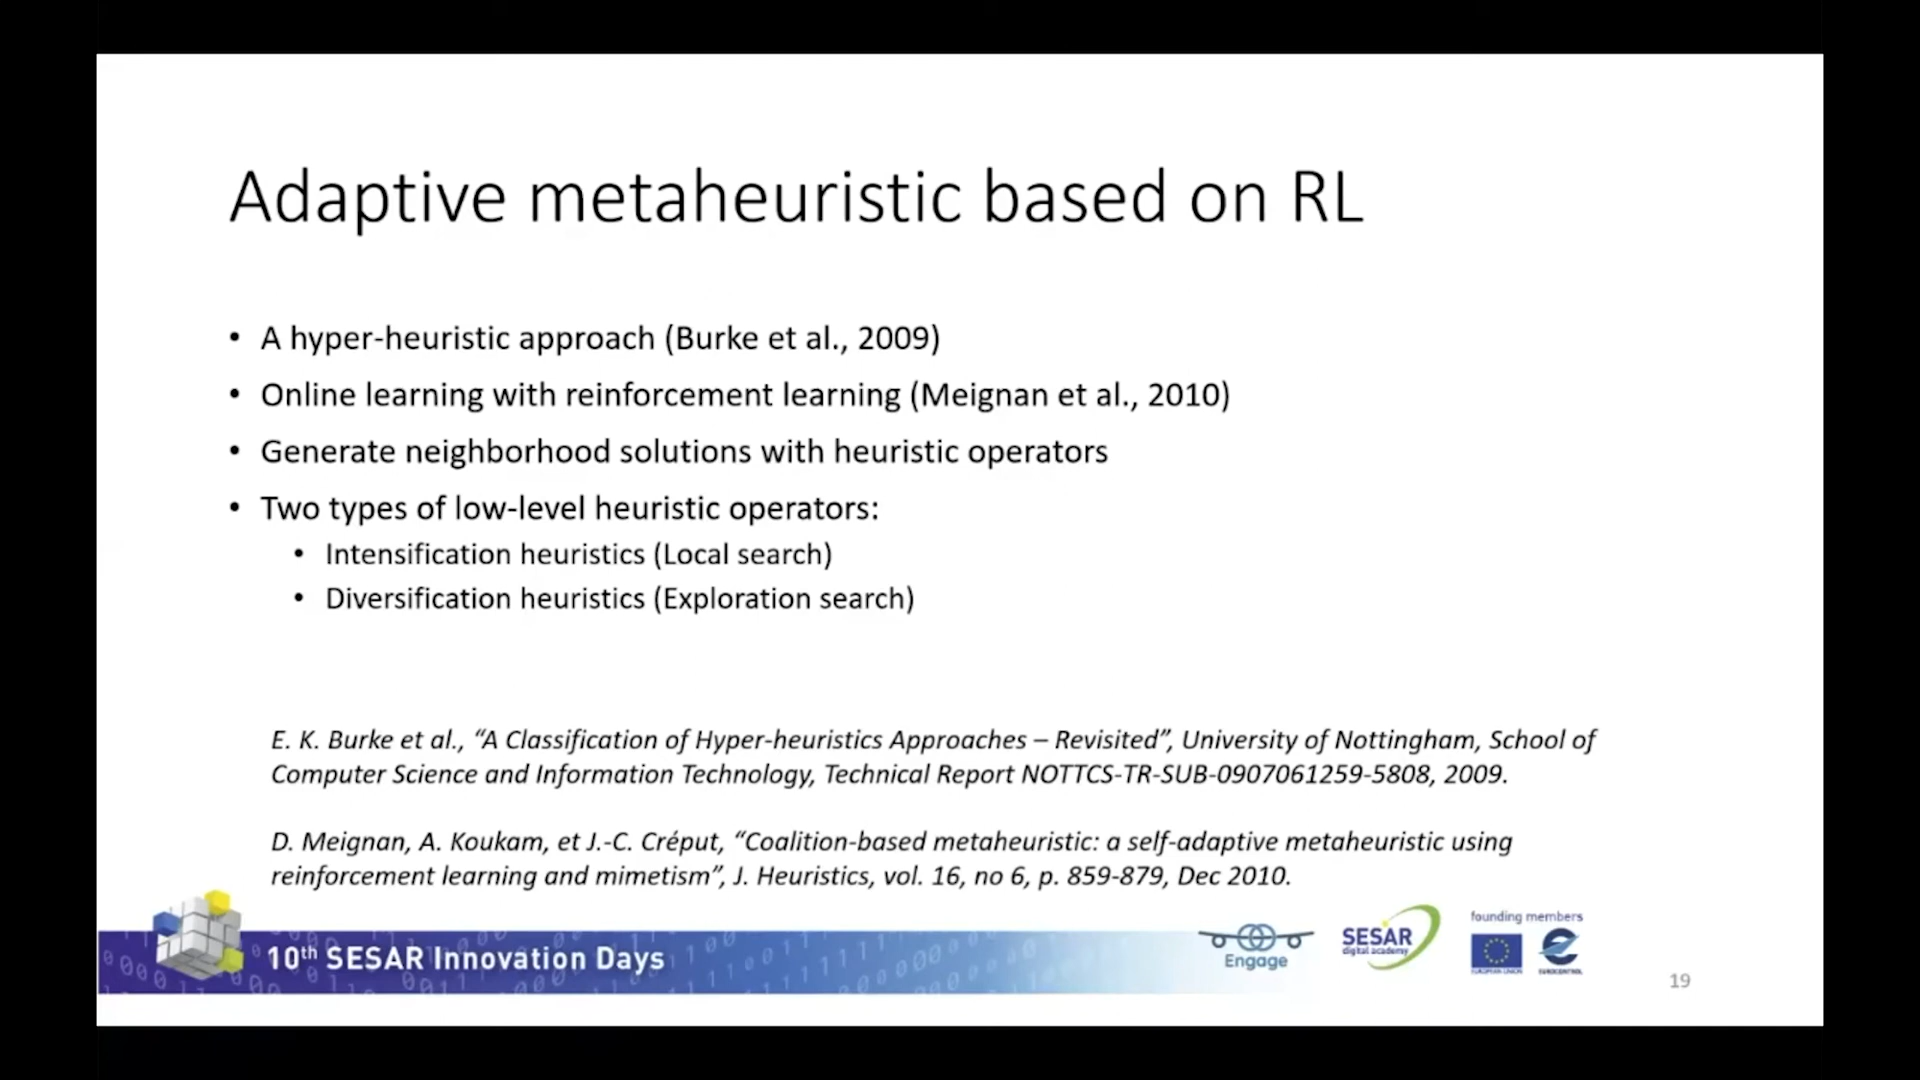 Adaptive metaheuristic based on RL
• A hyper-heuristic approach (Burke et al., 2009)
• Online learning with reinforcement learning (Meignan et al., 2010)
• Generate neighborhood solutions with heuristic operators
• Two types of low-level heuristic operators:
• Intensification heuristics (Local search)
• Diversification heuristics (Exploration search)
E. K. Burke et al., “A Classification of Hyper-heuristics Approaches – Revisited”, University of Nottingham, School of
Computer Science and Information Technology, Technical Report NOTTCS-TR-SUB-0907061259-5808, 2009.
D. Meignan, A. Koukam, et J.-C. Créput, “Coalition-based metaheuristic: a self-adaptive metaheuristic using
reinforcement learning and mimetism”, J. Heuristics, vol. 16, no 6, p. 859-879, Dec 2010.
10th SESAR Innovation Days
Engage
SESAR
digital academy
founding members
EUROPEAN UNION
EUROCONTROL
19